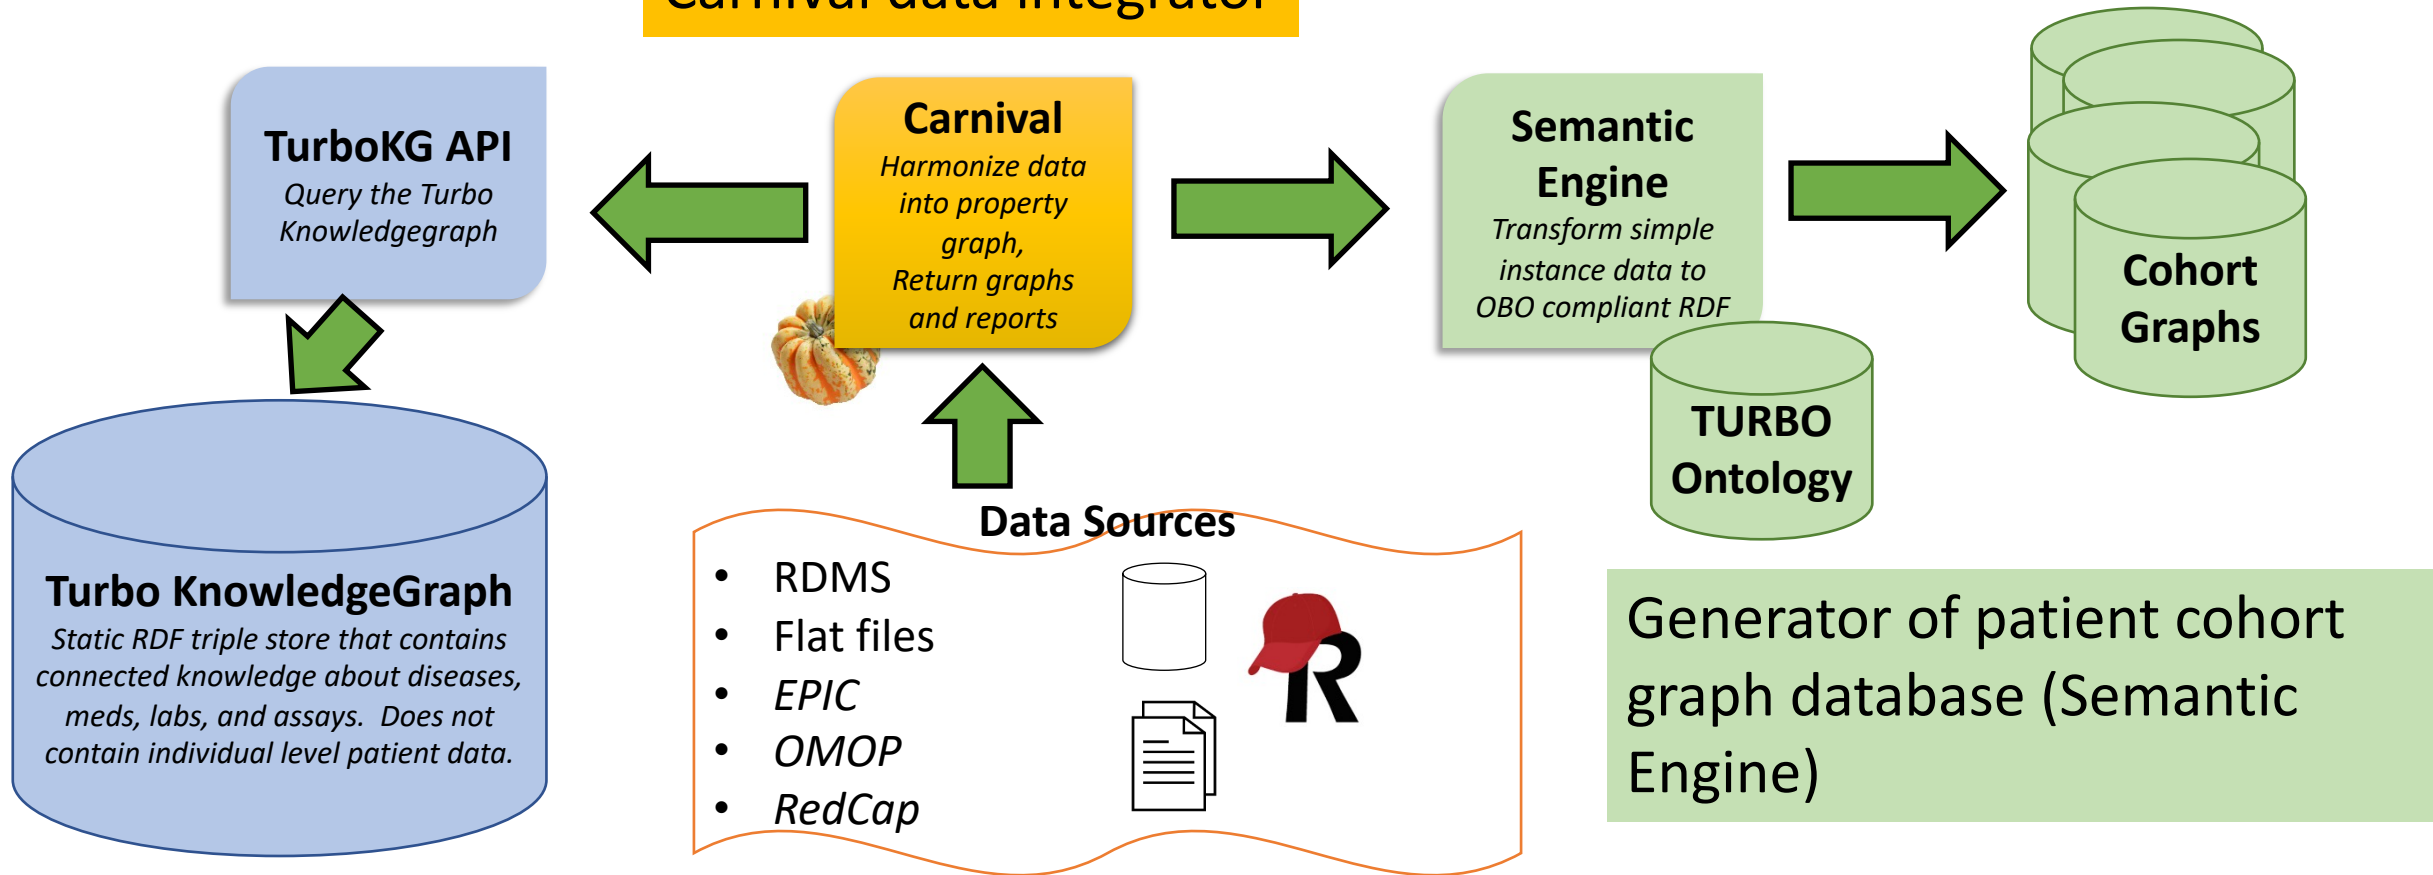 Carnival data integrator
TurboKG API
Query the Turbo
Knowledgegraph
Carnival
Harmonize data
into property
graph,
Return graphs
and reports
Semantic
Engine
Transform simple
instance data to
OBO compliant RDF
Cohort
Graphs
TURBO
Ontology
Turbo KnowledgeGraph
Static RDF triple store that contains
connected knowledge about diseases,
meds, labs, and assays. Does not
contain individual level patient data.
Data Sources
• RDMS
• Flat files
• EPIC
• OMOP
• RedCap
R
Generator of patient cohort
graph database (Semantic
Engine)